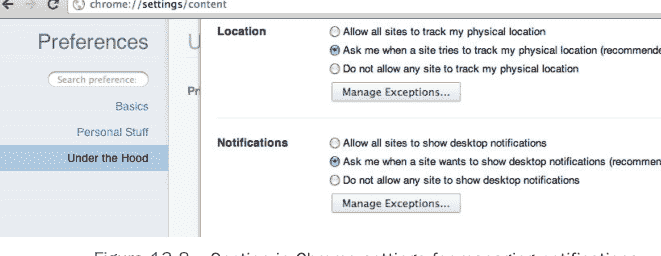 chrome://settings/content
Preferences
Search preference:
Basics
Personal Stuff
Under the Hood
U
Pr
Location
Allow all sites to track my physical location
Ask me when a site tries to track my physical location (recommende
Do not allow any site to track my physical location
Manage Exceptions...
Notifications
Allow all sites to show desktop notifications
Ask me when a site wants to show desktop notifications (recommen
Do not allow any site to show desktop notifications
Manage Exceptions...